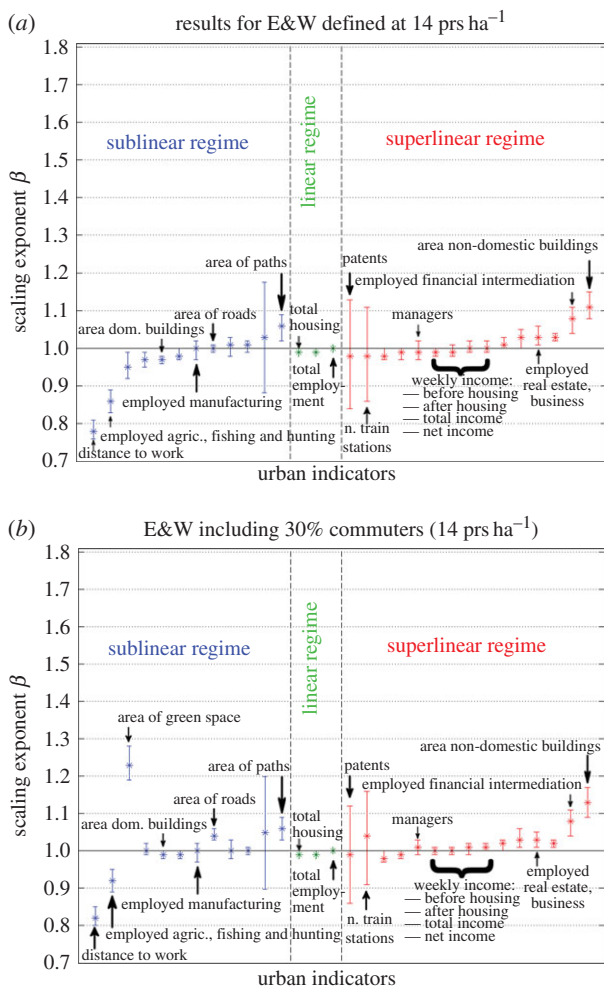 (a) results for E&W defined at 14 prs ha⁻¹
1.8
1.7
1.6
1.5
1.4
1.3
1.2
1.1
1.0
0.9
0.8
0.7
scaling exponent β
sublinear regime
linear regime
superlinear regime
area non-domestic buildings
patents
area of paths
employed financial intermediation
total
housing
area of roads
managers
area dom. buildings
total
employ-
ment
employed
real estate,
business
weekly income:
— before housing
— after housing
— total income
— net income
employed manufacturing
n. train
stations
employed agric., fishing and hunting
distance to work
urban indicators
(b) E&W including 30% commuters (14 prs ha⁻¹)
1.8
1.7
1.6
1.5
1.4
1.3
1.2
1.1
1.0
0.9
0.8
0.7
scaling exponent β
sublinear regime
linear regime
superlinear regime
area of green space
area non-domestic buildings
area of paths
patents
employed financial intermediation
area of roads
total
housing
managers
area dom. buildings
total
employ-
ment
employed
real estate,
business
weekly income:
— before housing
— after housing
— total income
— net income
employed manufacturing
n. train
stations
employed agric., fishing and hunting
distance to work
urban indicators